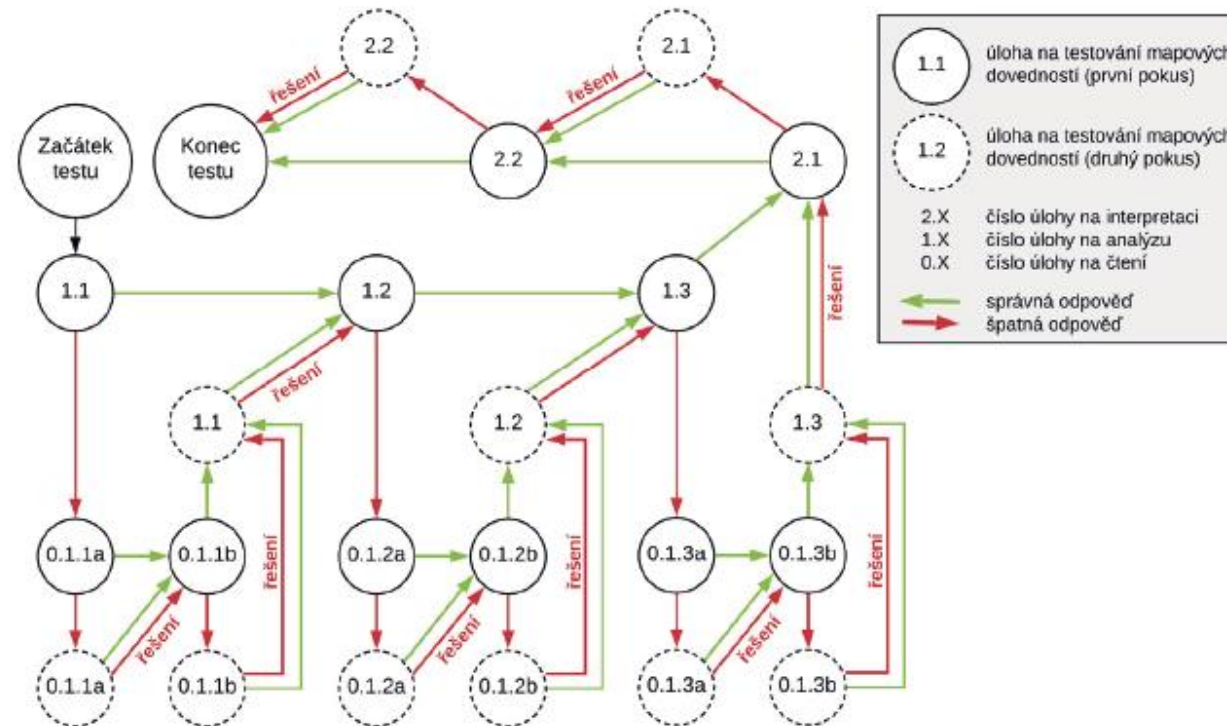 2.2
2.1
řešení
řešení
Začátek
testu
Konec
testu
2.2
2.1
1.1
1.2
1.3
řešení
řešení
řešení
1.1
1.2
1.3
0.1.1a
0.1.1b
řešení
0.1.2a
0.1.2b
řešení
0.1.3a
0.1.3b
řešení
řešení
řešení
řešení
0.1.1a
0.1.1b
0.1.2a
0.1.2b
0.1.3a
0.1.3b
1.1
úloha na testování mapových
dovedností (první pokus)
1.2
úloha na testování mapových
dovedností (druhý pokus)
2.X číslo úlohy na interpretaci
1.X číslo úlohy na analýzu
0.X číslo úlohy na čtení
správná odpověď
špatná odpověď